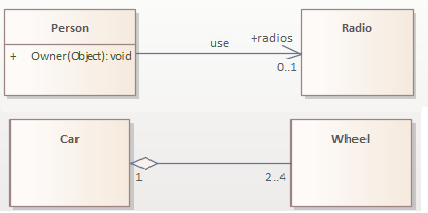 Person
Radio
+ Owner(Object): void
use
+radios
0..1
Car
Wheel
1
2..4